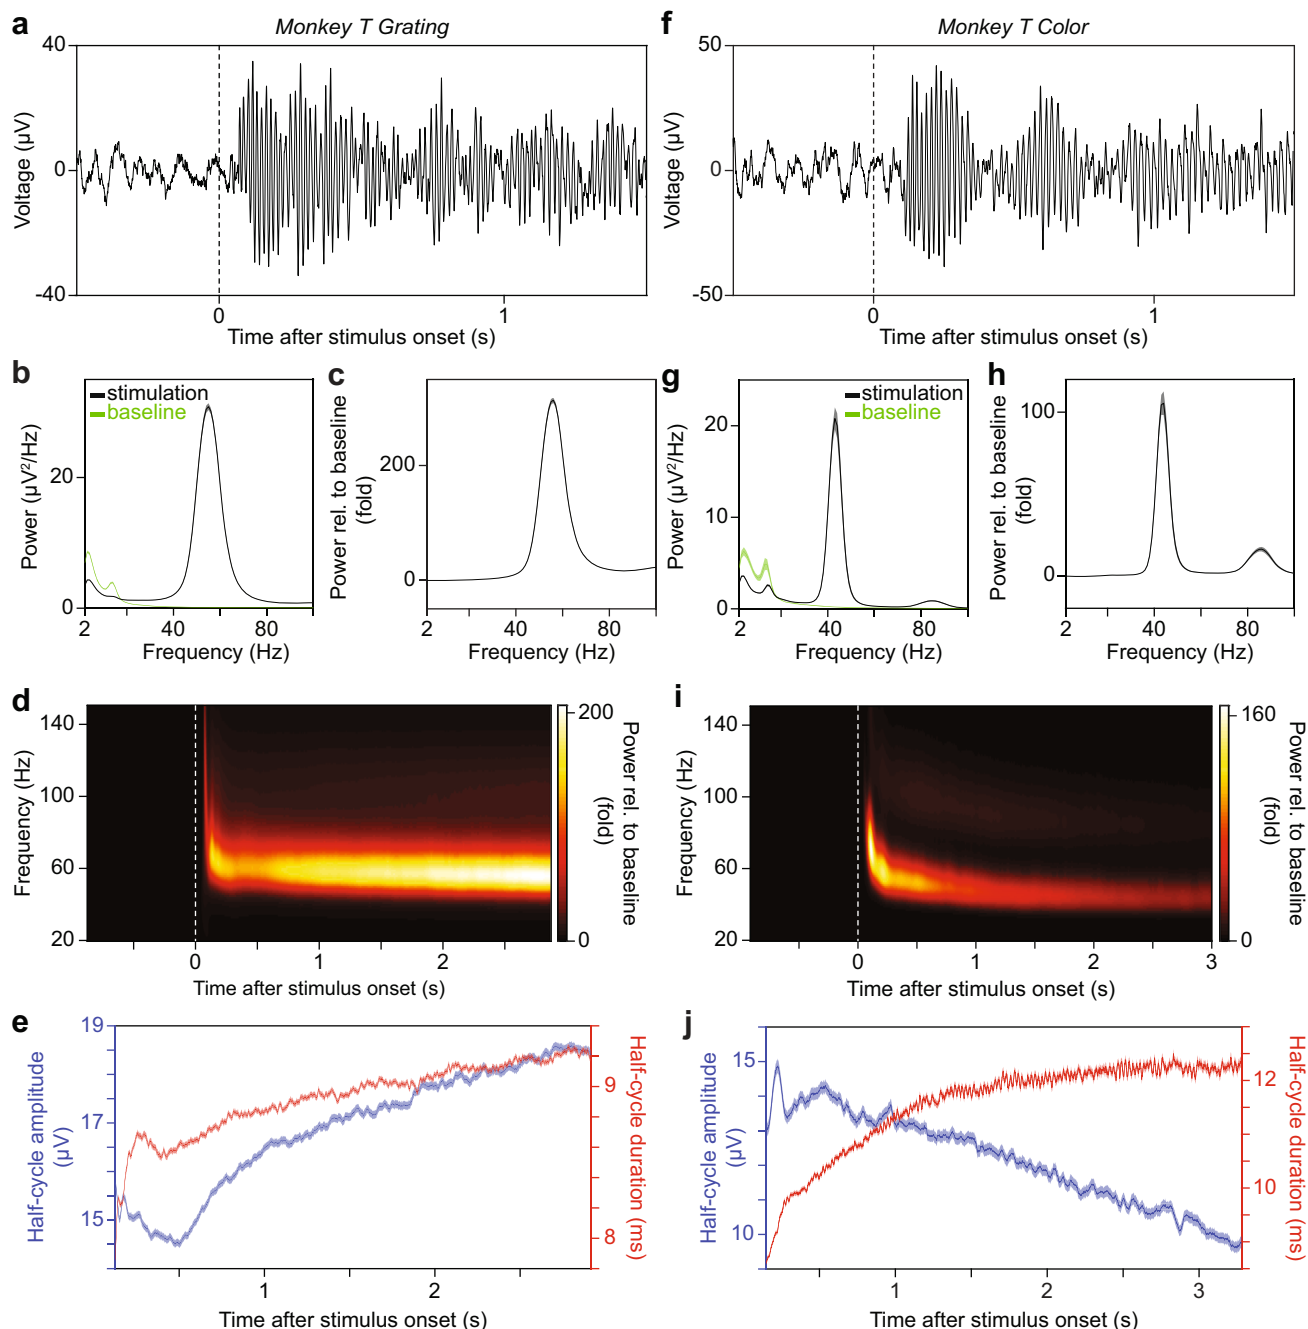 a
Monkey T Grating
40
0
-40
Voltage (µV)
0
1
Time after stimulus onset (s)
f
Monkey T Color
50
0
-50
Voltage (µV)
0
1
Time after stimulus onset (s)
b
stimulation
baseline
20
0
Power (µV²/Hz)
2
40
80
Frequency (Hz)
c
200
0
Power rel. to baseline
(fold)
2
40
80
Frequency (Hz)
g
stimulation
baseline
20
10
0
Power (µV²/Hz)
2
40
80
Frequency (Hz)
h
100
0
Power rel. to baseline
(fold)
2
40
80
Frequency (Hz)
d
140
100
60
20
Frequency (Hz)
0
1
2
Time after stimulus onset (s)
200
0
Power rel. to baseline
(fold)
i
140
100
60
20
Frequency (Hz)
0
1
2
3
Time after stimulus onset (s)
160
0
Power rel. to baseline
(fold)
e
19
17
15
Half-cycle amplitude
(µV)
9
8
Half-cycle duration (ms)
1
2
Time after stimulus onset (s)
j
15
10
Half-cycle amplitude
(µV)
12
10
Half-cycle duration (ms)
1
2
3
Time after stimulus onset (s)